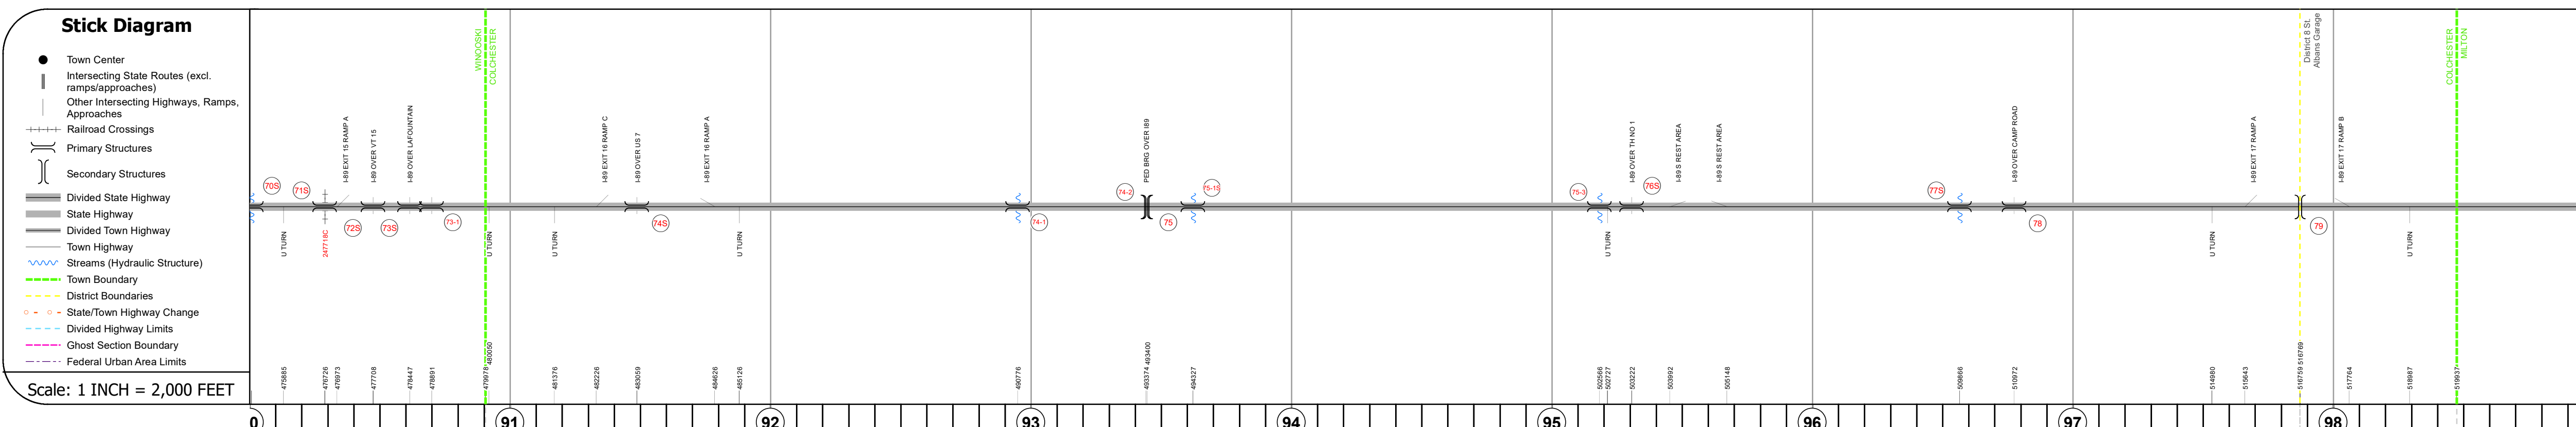 Stick Diagram
Town Center
Intersecting State Routes (excl.
ramps/approaches)
Other Intersecting Highways, Ramps,
Approaches
Railroad Crossings
Primary Structures
Secondary Structures
Divided State Highway
State Highway
Divided Town Highway
Town Highway
Streams (Hydraulic Structure)
Town Boundary
District Boundaries
State/Town Highway Change
Divided Highway Limits
Ghost Section Boundary
Federal Urban Area Limits
Scale: 1 INCH = 2,000 FEET
WINOOSKI
COLCHESTER
District 8 St.
Albans Garage
COLCHESTER
MILTON
I-89 EXIT 15 RAMP A
I-89 OVER VT 15
I-89 OVER LAFOUNTAIN
I-89 EXIT 16 RAMP C
I-89 OVER US 7
I-89 EXIT 16 RAMP A
PED BRG OVER I89
I-89 OVER TH NO 1
I-89 S REST AREA
I-89 S REST AREA
I-89 OVER CAMP ROAD
I-89 EXIT 17 RAMP A
I-89 EXIT 17 RAMP B
70S
71S
72S
73S
73-1
74S
74-1
74-2
75
75-1S
75-3
76S
77S
78
79
U TURN
247718C
U TURN
U TURN
U TURN
U TURN
U TURN
U TURN
475885
476726
476973
477708
478447
478891
479978
480050
481376
482226
483059
484626
485126
490776
493374
493400
494327
502566
502727
503222
503992
505148
509866
510972
514980
515643
516759
516769
517764
518987
519937
0
91
92
93
94
95
96
97
98